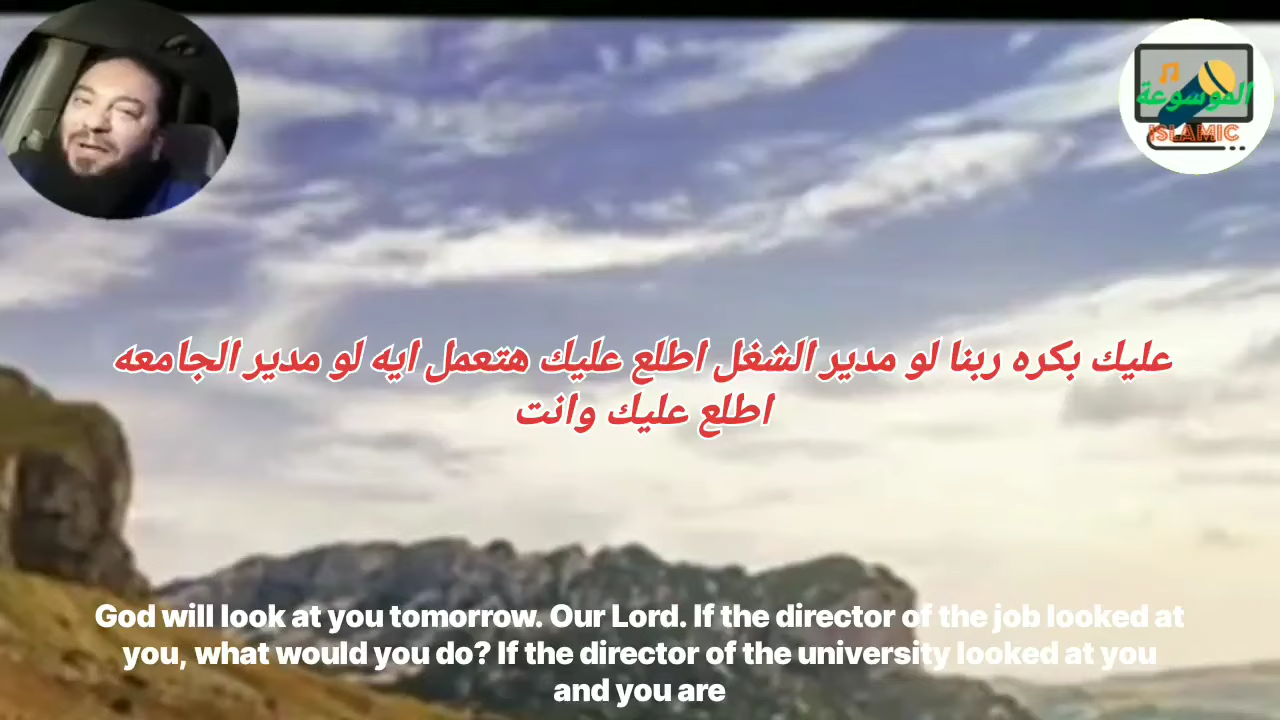 الموسوعة
ISLAMIC
عليك بكره ربنا لو مدير الشغل اطلع عليك هتعمل ايه لو مدير الجامعه
اطلع عليك وانت
God will look at you tomorrow. Our Lord. If the director of the job looked at
you, what would you do? If the director of the university looked at you
and you are